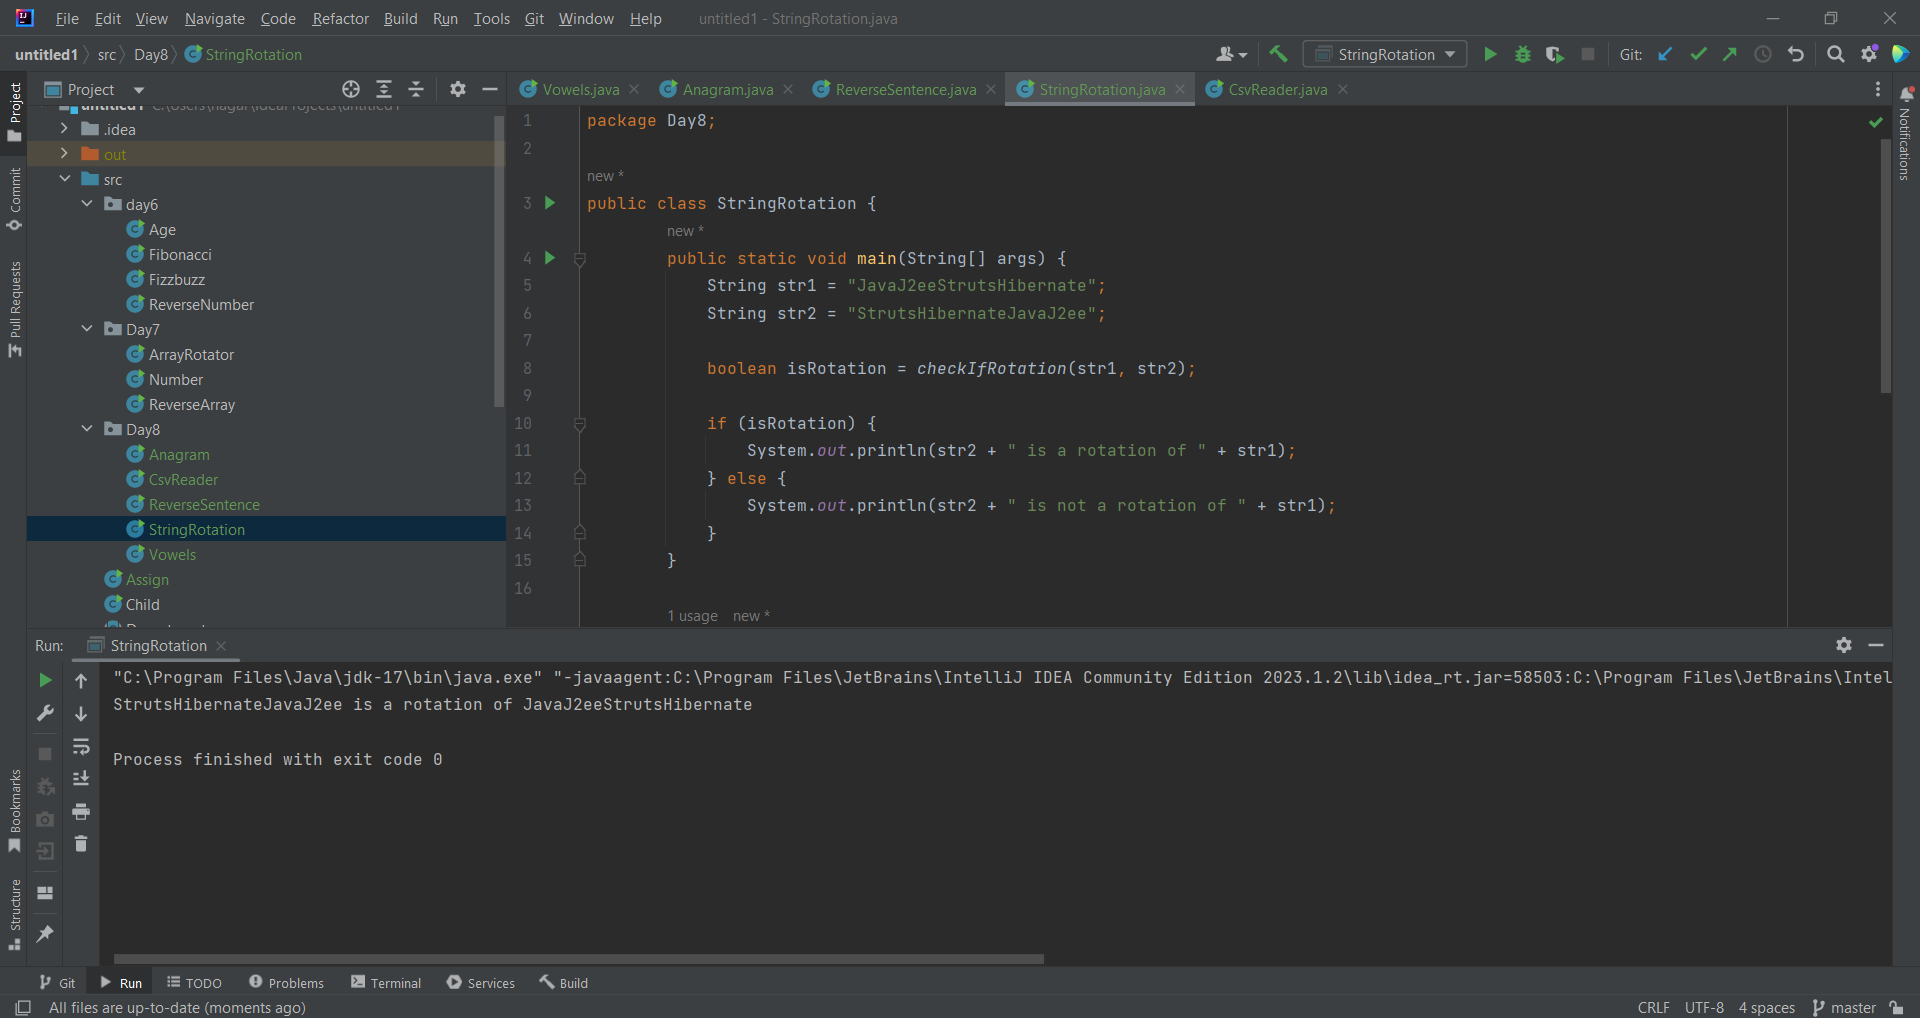 File Edit View Navigate Code Refactor Build Run Tools Git Window Help untitled1 - StringRotation.java
untitled1 src Day8 StringRotation
StringRotation Git:
Project
Vowels.java Anagram.java ReverseSentence.java StringRotation.java CsvReader.java
.idea
out
src
day6
Age
Fibonacci
Fizzbuzz
ReverseNumber
Day7
ArrayRotator
Number
ReverseArray
Day8
Anagram
CsvReader
ReverseSentence
StringRotation
Vowels
Assign
Child
Project
Commit
Pull Requests
Bookmarks
Structure
Notifications
1 package Day8;
2
new *
3 public class StringRotation {
new *
4 public static void main(String[] args) {
5 String str1 = "JavaJ2eeStrutsHibernate";
6 String str2 = "StrutsHibernateJavaJ2ee";
7
8 boolean isRotation = checkIfRotation(str1, str2);
9
10 if (isRotation) {
11 System.out.println(str2 + " is a rotation of " + str1);
12 } else {
13 System.out.println(str2 + " is not a rotation of " + str1);
14 }
15 }
16
1 usage new *
Run: StringRotation
"C:\Program Files\Java\jdk-17\bin\java.exe" "-javaagent:C:\Program Files\JetBrains\IntelliJ IDEA Community Edition 2023.1.2\lib\idea_rt.jar=58503:C:\Program Files\JetBrains\Intel
StrutsHibernateJavaJ2ee is a rotation of JavaJ2eeStrutsHibernate
Process finished with exit code 0
Git Run TODO Problems Terminal Services Build
All files are up-to-date (moments ago)
CRLF UTF-8 4 spaces master